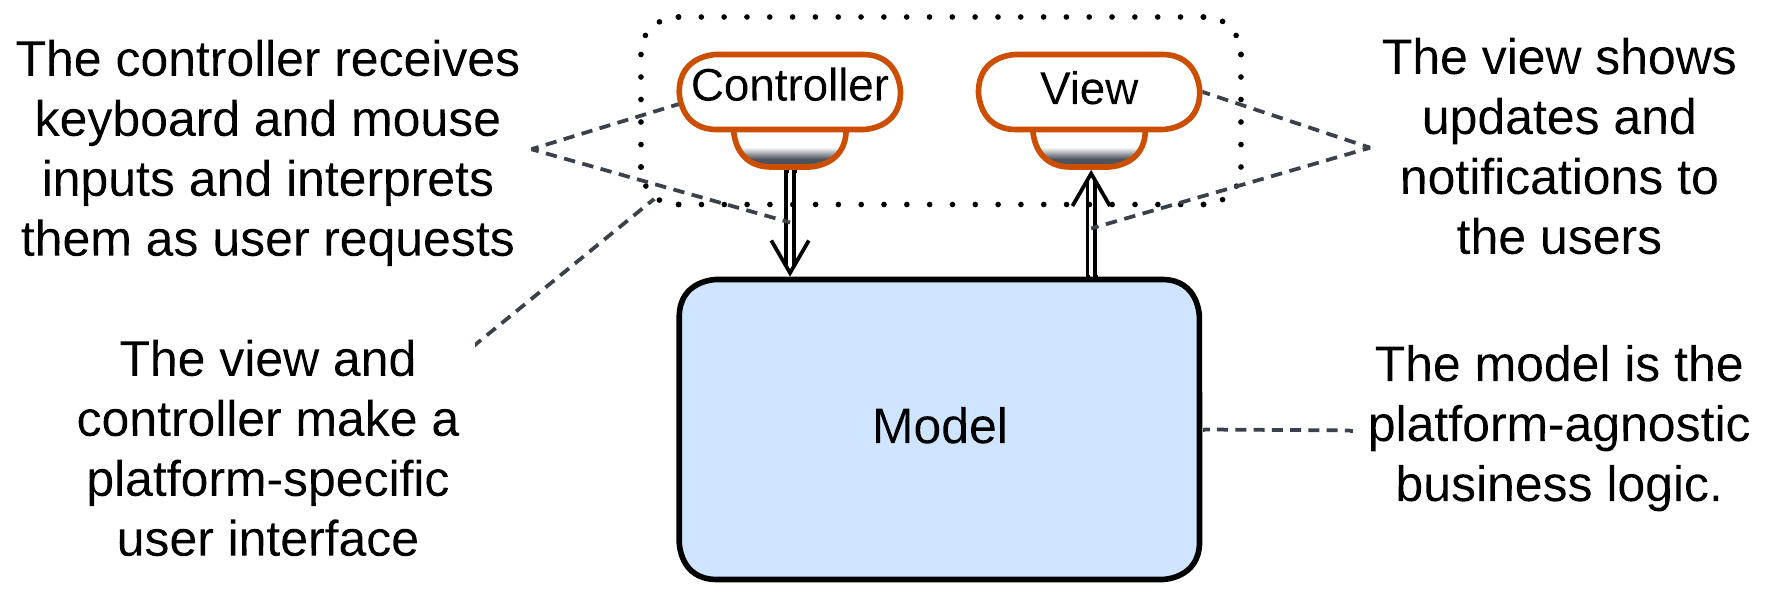 The controller receives
keyboard and mouse
inputs and interprets
them as user requests
Controller
View
The view shows
updates and
notifications to
the users
The view and
controller make a
platform-specific
user interface
Model
The model is the
platform-agnostic
business logic.